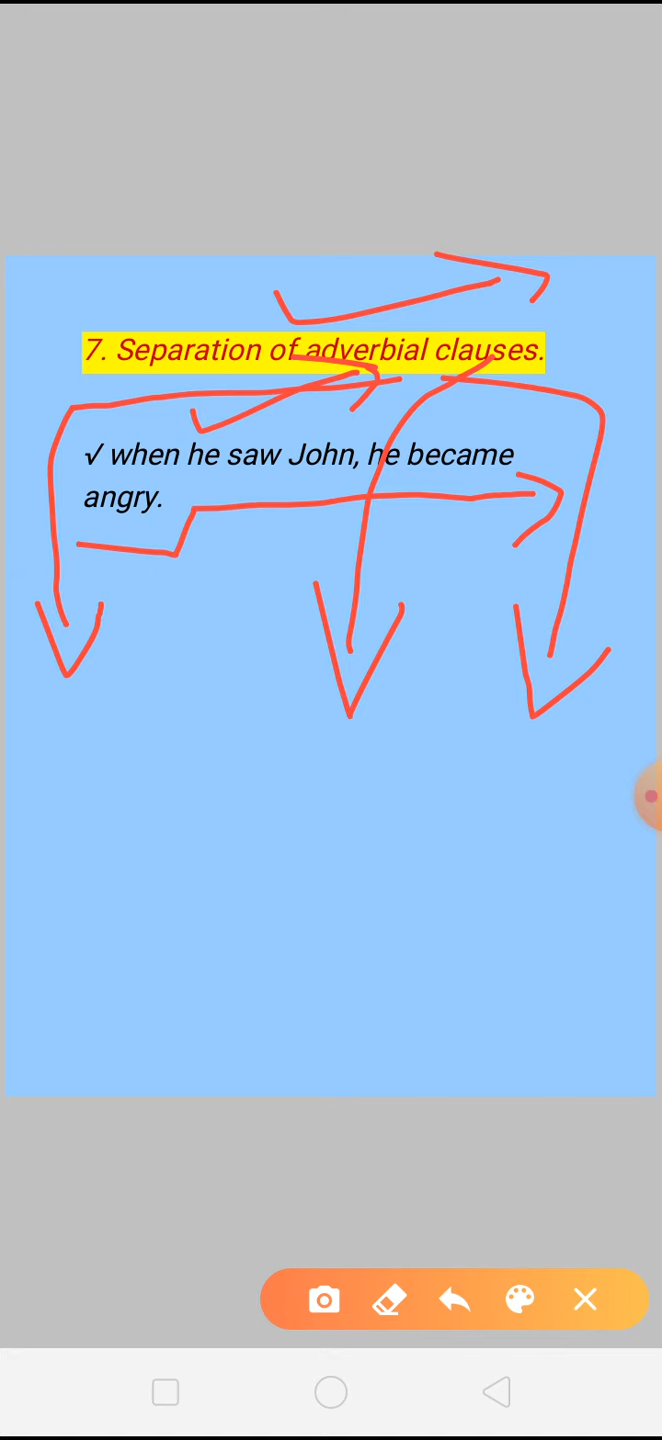 7. Separation of adverbial clauses.
√ when he saw John, he became
angry.